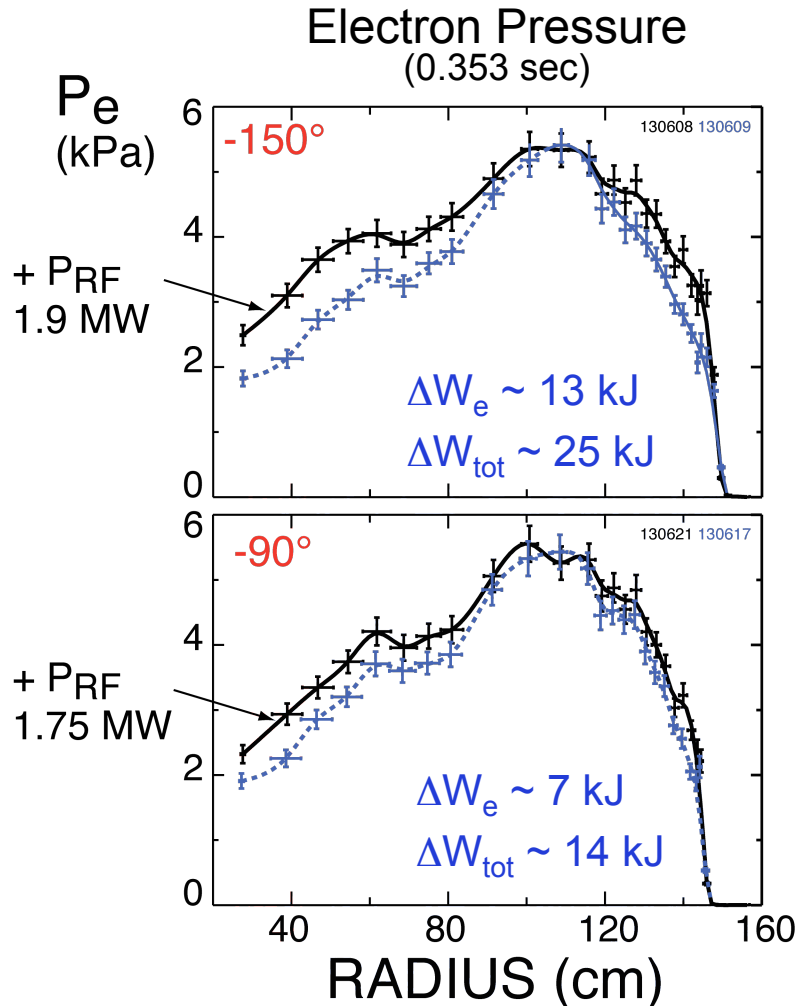 Electron Pressure
(0.353 sec)
Pe
(kPa)
6
-150°
130608 130609
4
+ PRF
1.9 MW
2
ΔWe ~ 13 kJ
ΔWtot ~ 25 kJ
0
6
-90°
130621 130617
4
+ PRF
1.75 MW
2
ΔWe ~ 7 kJ
ΔWtot ~ 14 kJ
0
40 80 120 160
RADIUS (cm)